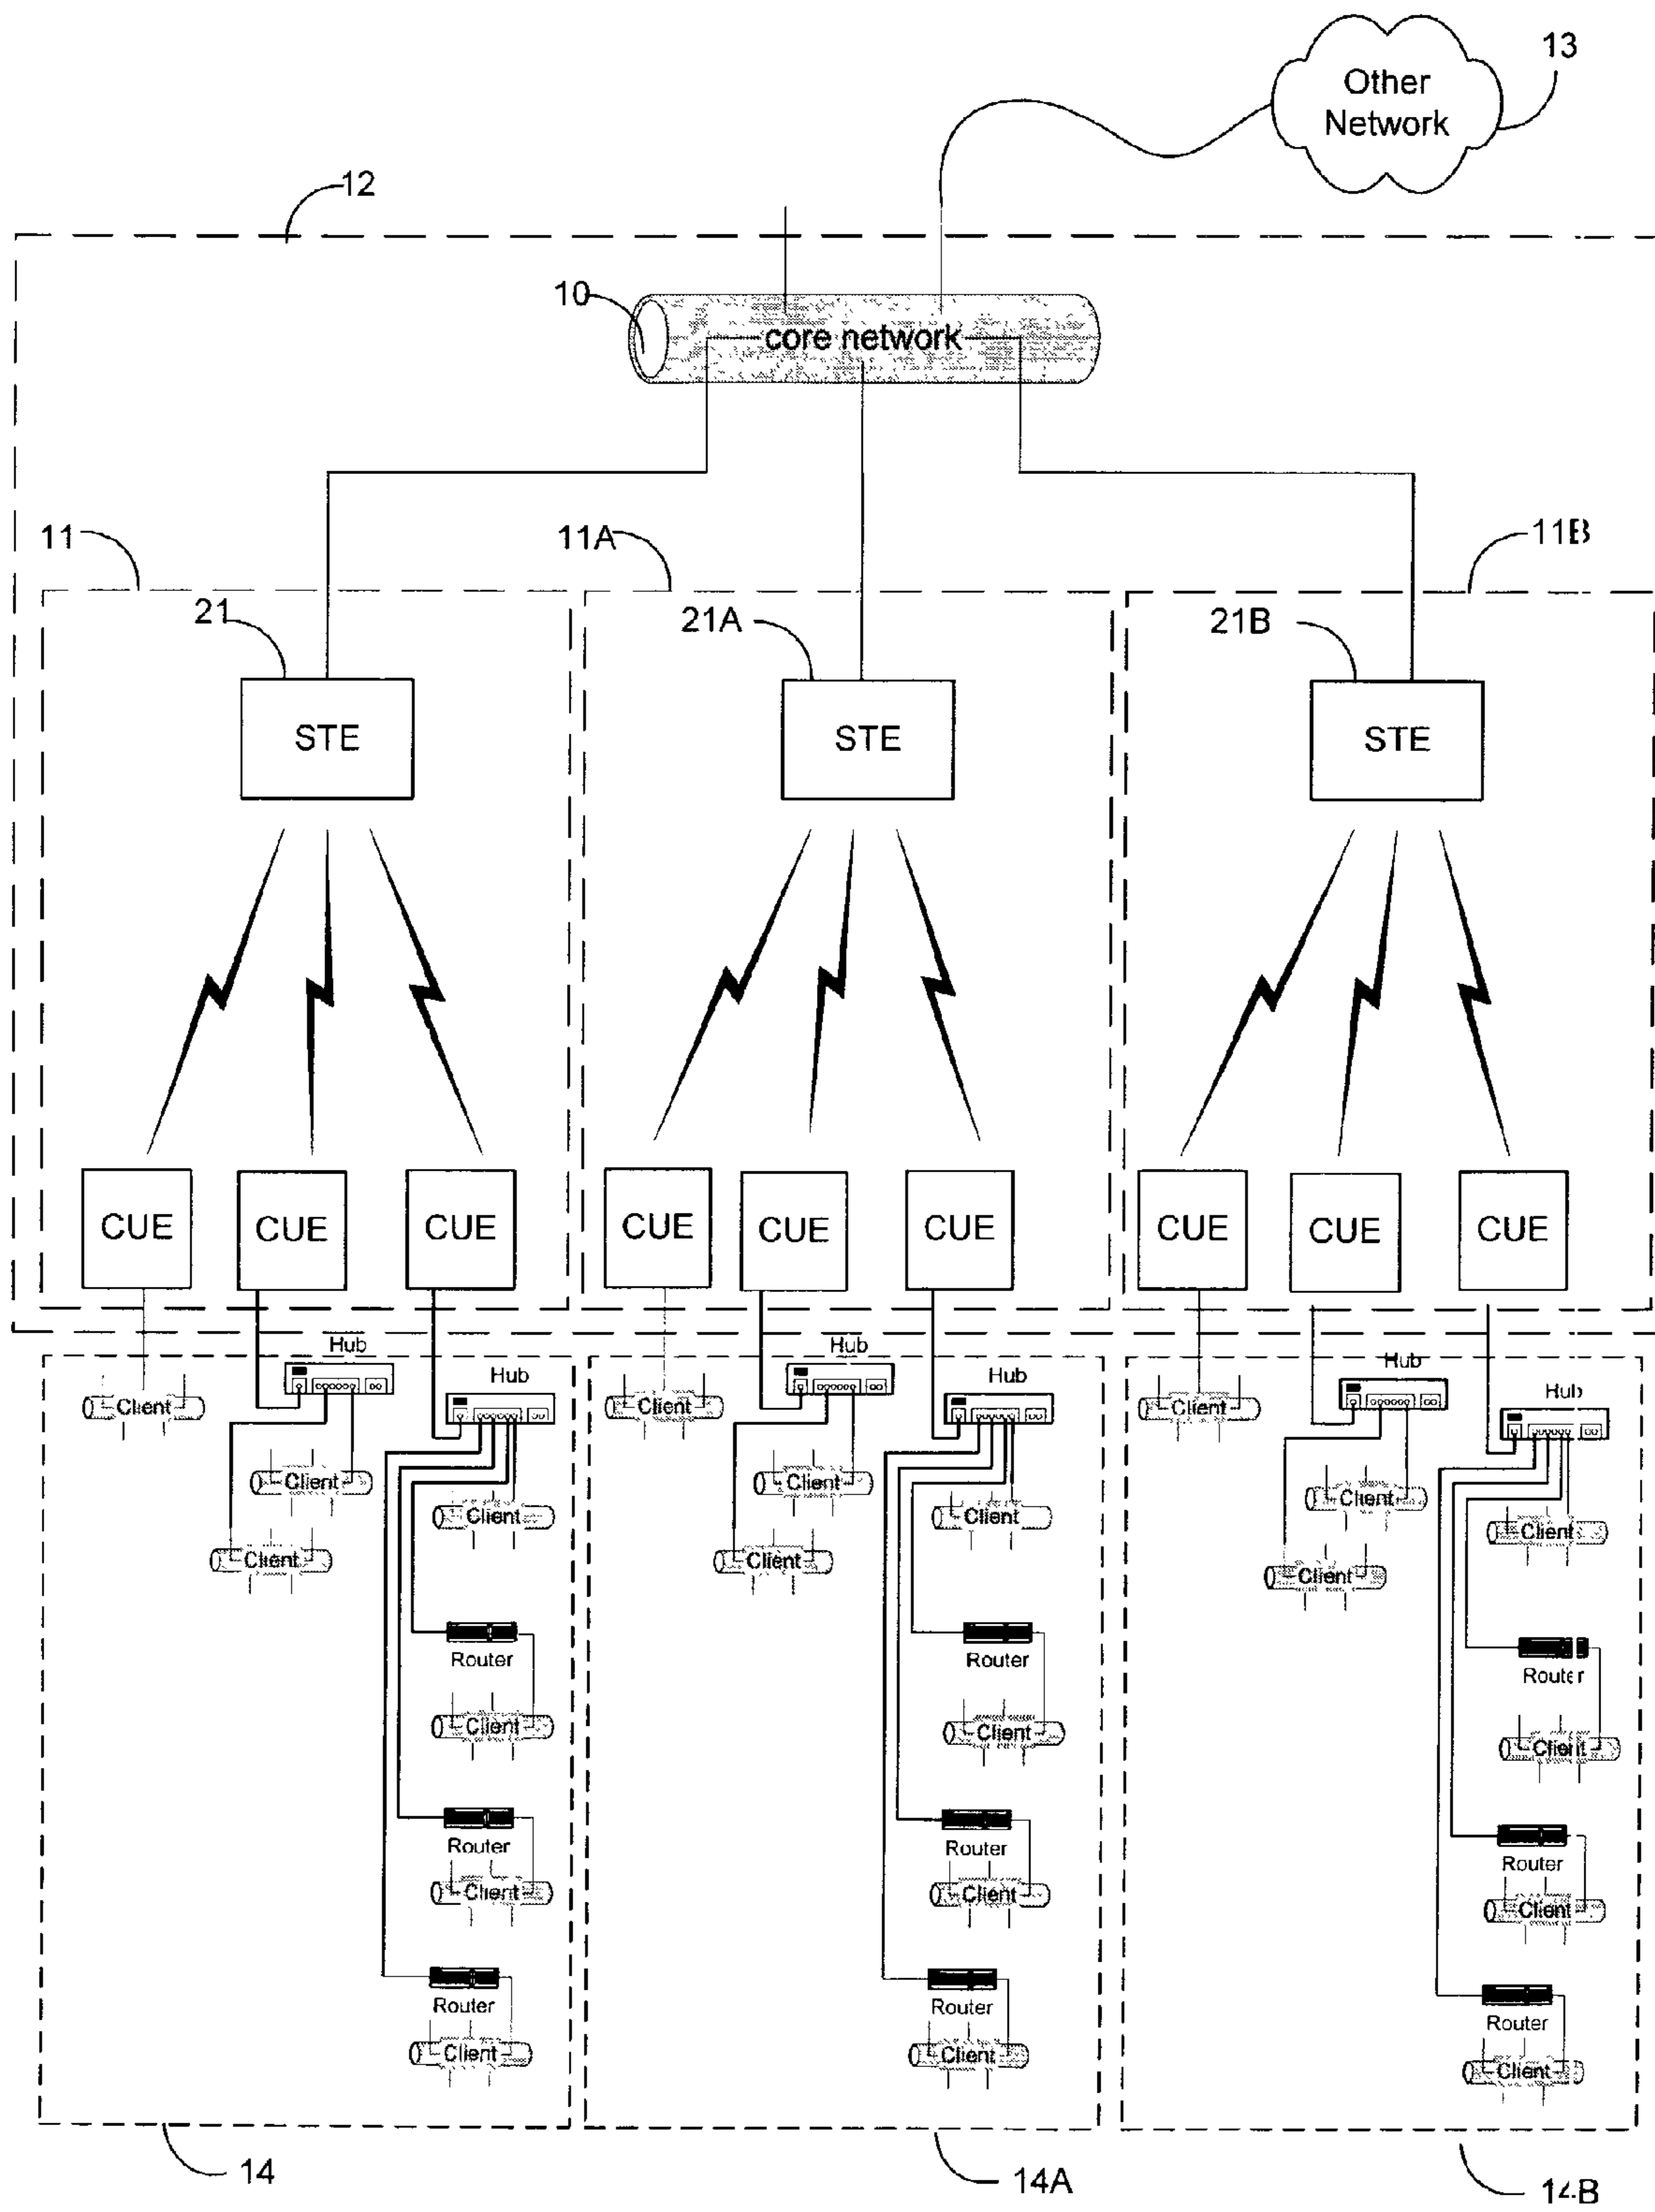 13
Other
Network
12
10
core network
11
11A
11B
21
21A
21B
STE
STE
STE
CUE
CUE
CUE
CUE
CUE
CUE
CUE
CUE
CUE
Hub
Hub
Hub
Hub
Hub
Hub
Client
Client
Client
Client
Client
Client
Client
Client
Client
Client
Client
Client
Router
Router
Router
Client
Client
Client
Router
Router
Router
Client
Client
Client
Router
Router
Router
Client
Client
Client
14
14A
14B